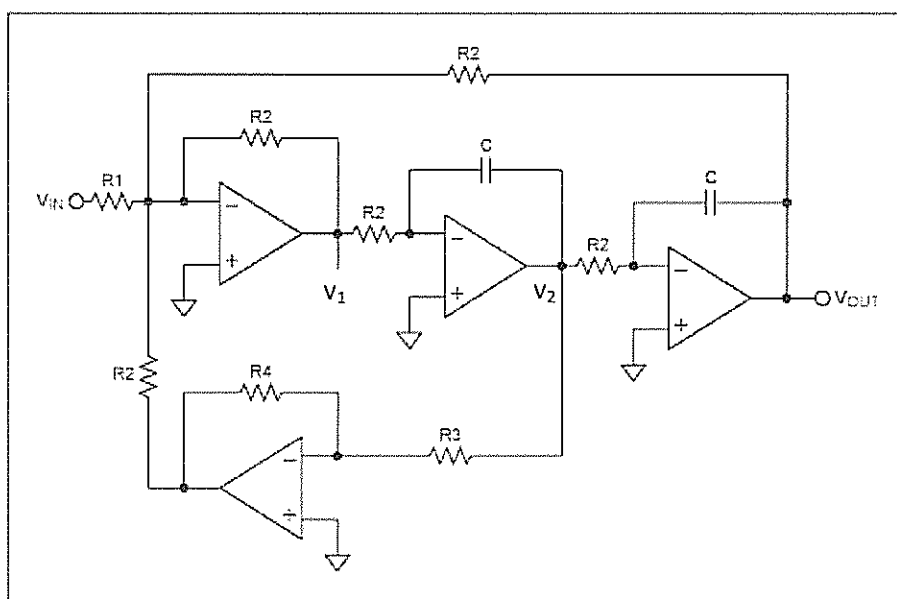 R2
R2
C
C
VIN
R1
R2
R2
−
+
−
+
−
+
V1
V2
VOUT
R2
R4
R3
−
+